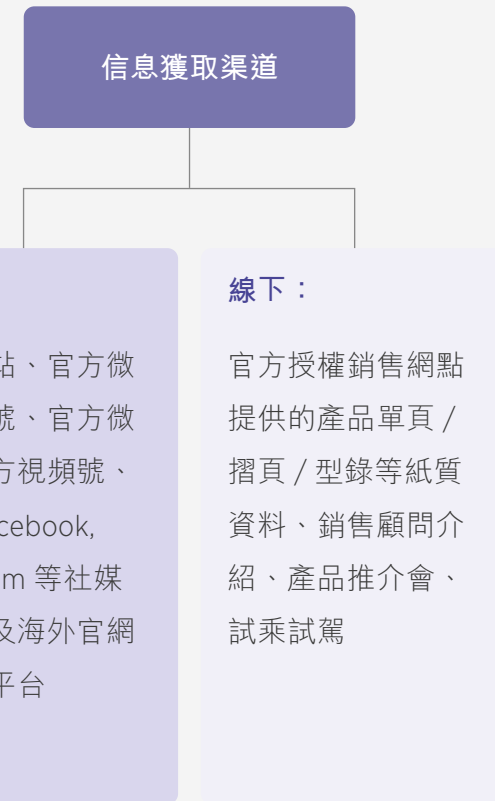 信息獲取渠道
站、官方微
號、官方微
方視頻號、
cebook,
m 等社媒
及海外官網
平台
線下：
官方授權銷售網點
提供的產品單頁 /
摺頁 / 型錄等紙質
資料、銷售顧問介
紹、產品推介會、
試乘試駕